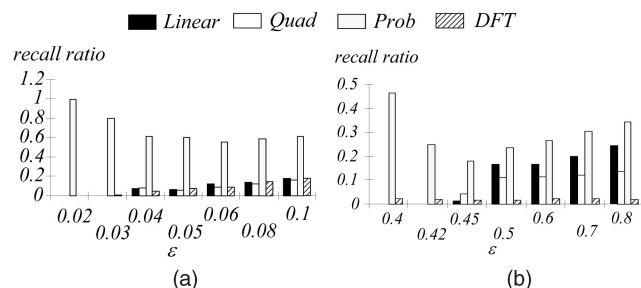 Linear Quad Prob DFT
recall ratio
1.2
1
0.8
0.6
0.4
0.2
0
0.02 0.03 0.04 0.05 0.06 0.08 0.1
ε
(a)
recall ratio
0.5
0.4
0.3
0.2
0.1
0
0.4 0.42 0.45 0.5 0.6 0.7 0.8
ε
(b)